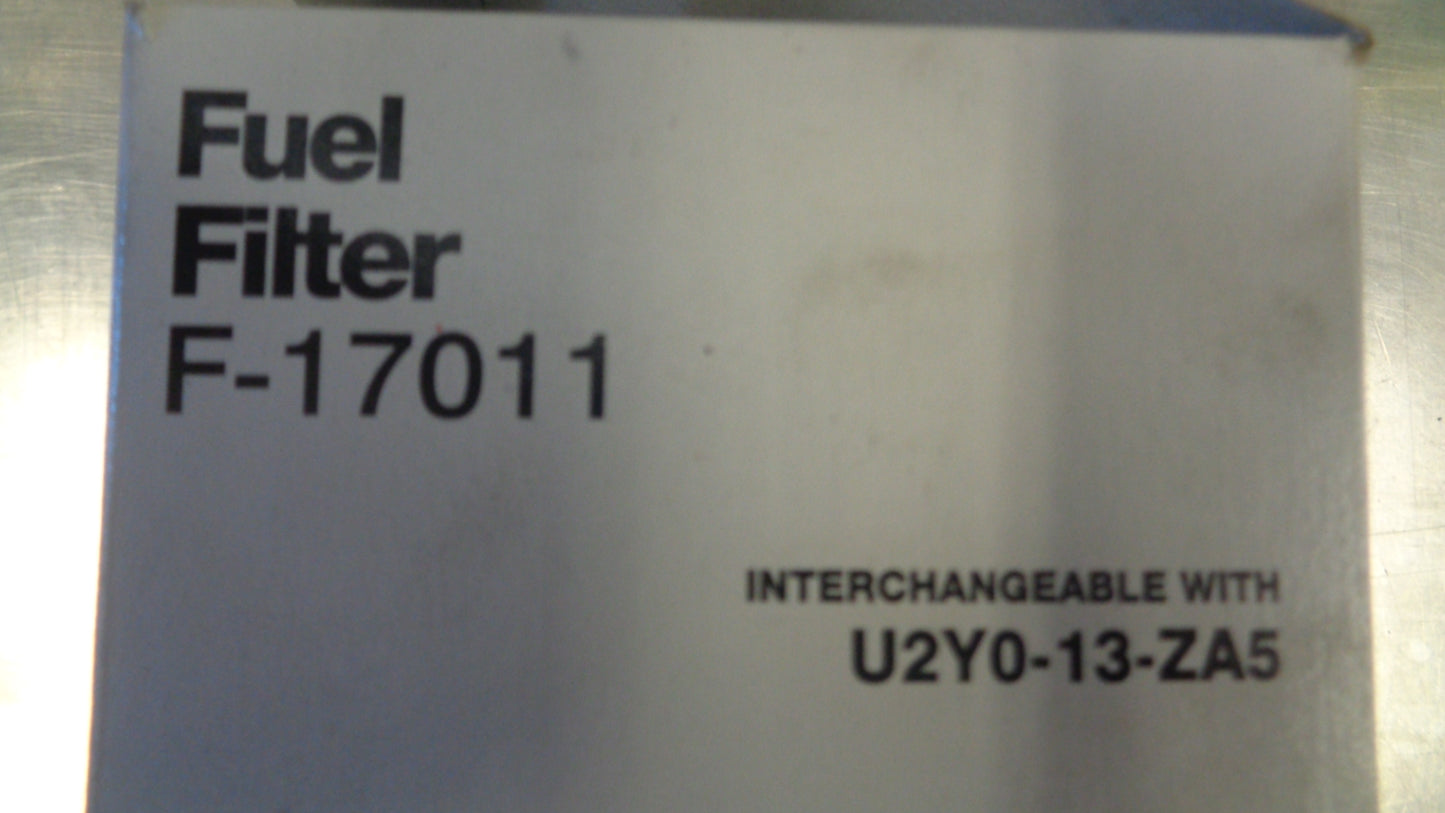 Fuel
Filter
F-17011
INTERCHANGEABLE WITH
U2Y0-13-ZA5